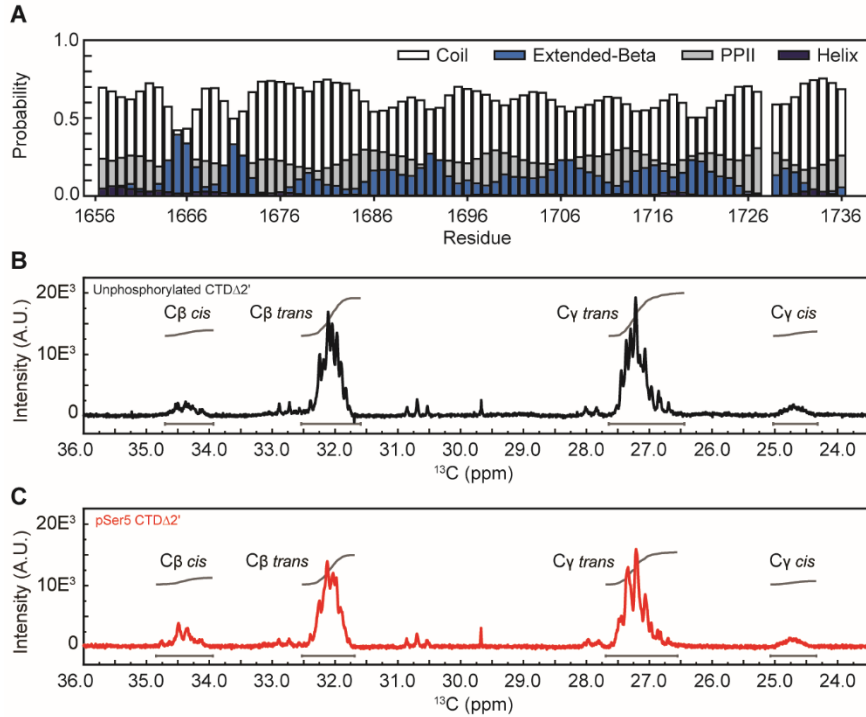 A
1.0
Coil Extended-Beta PPII Helix
Probability
0.5
0.0
1656 1666 1676 1686 1696 1706 1716 1726 1736
Residue
B
Unphosphorylated CTDΔ2'
20E³
Cβ cis Cβ trans Cγ trans Cγ cis
Intensity (A.U.)
10E³
0
36.0 35.0 34.0 33.0 32.0 31.0 30.0 29.0 28.0 27.0 26.0 25.0 24.0
¹³C (ppm)
C
pSer5 CTDΔ2'
20E³
Cβ cis Cβ trans Cγ trans Cγ cis
Intensity (A.U.)
10E³
0
36.0 35.0 34.0 33.0 32.0 31.0 30.0 29.0 28.0 27.0 26.0 25.0 24.0
¹³C (ppm)